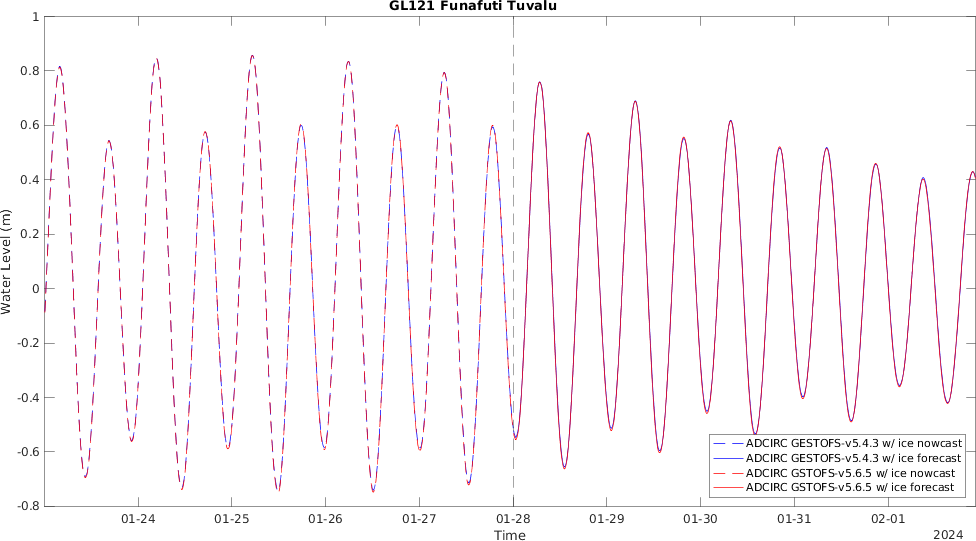 GL121 Funafuti Tuvalu
1
0.8
0.6
0.4
0.2
0
-0.2
-0.4
-0.6
-0.8
Water Level (m)
01-24 01-25 01-26 01-27 01-28 01-29 01-30 01-31 02-01
Time
2024
ADCIRC GESTOFS-v5.4.3 w/ ice nowcast
ADCIRC GESTOFS-v5.4.3 w/ ice forecast
ADCIRC GSTOFS-v5.6.5 w/ ice nowcast
ADCIRC GSTOFS-v5.6.5 w/ ice forecast